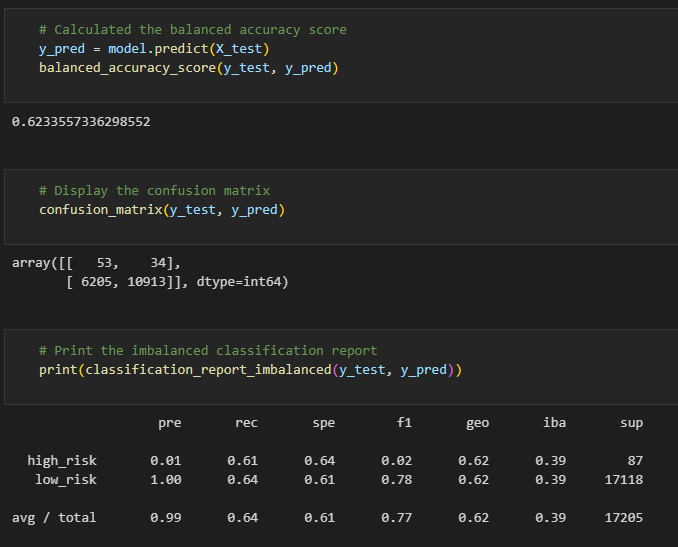 # Calculated the balanced accuracy score
y_pred = model.predict(X_test)
balanced_accuracy_score(y_test, y_pred)
0.6233557336298552
# Display the confusion matrix
confusion_matrix(y_test, y_pred)
array([[   53,    34],
       [ 6205, 10913]], dtype=int64)
# Print the imbalanced classification report
print(classification_report_imbalanced(y_test, y_pred))
pre       rec       spe        f1       geo       iba       sup
high_risk       0.01      0.61      0.64      0.02      0.62      0.39        87
low_risk       1.00      0.64      0.61      0.78      0.62      0.39     17118
avg / total       0.99      0.64      0.61      0.77      0.62      0.39     17205